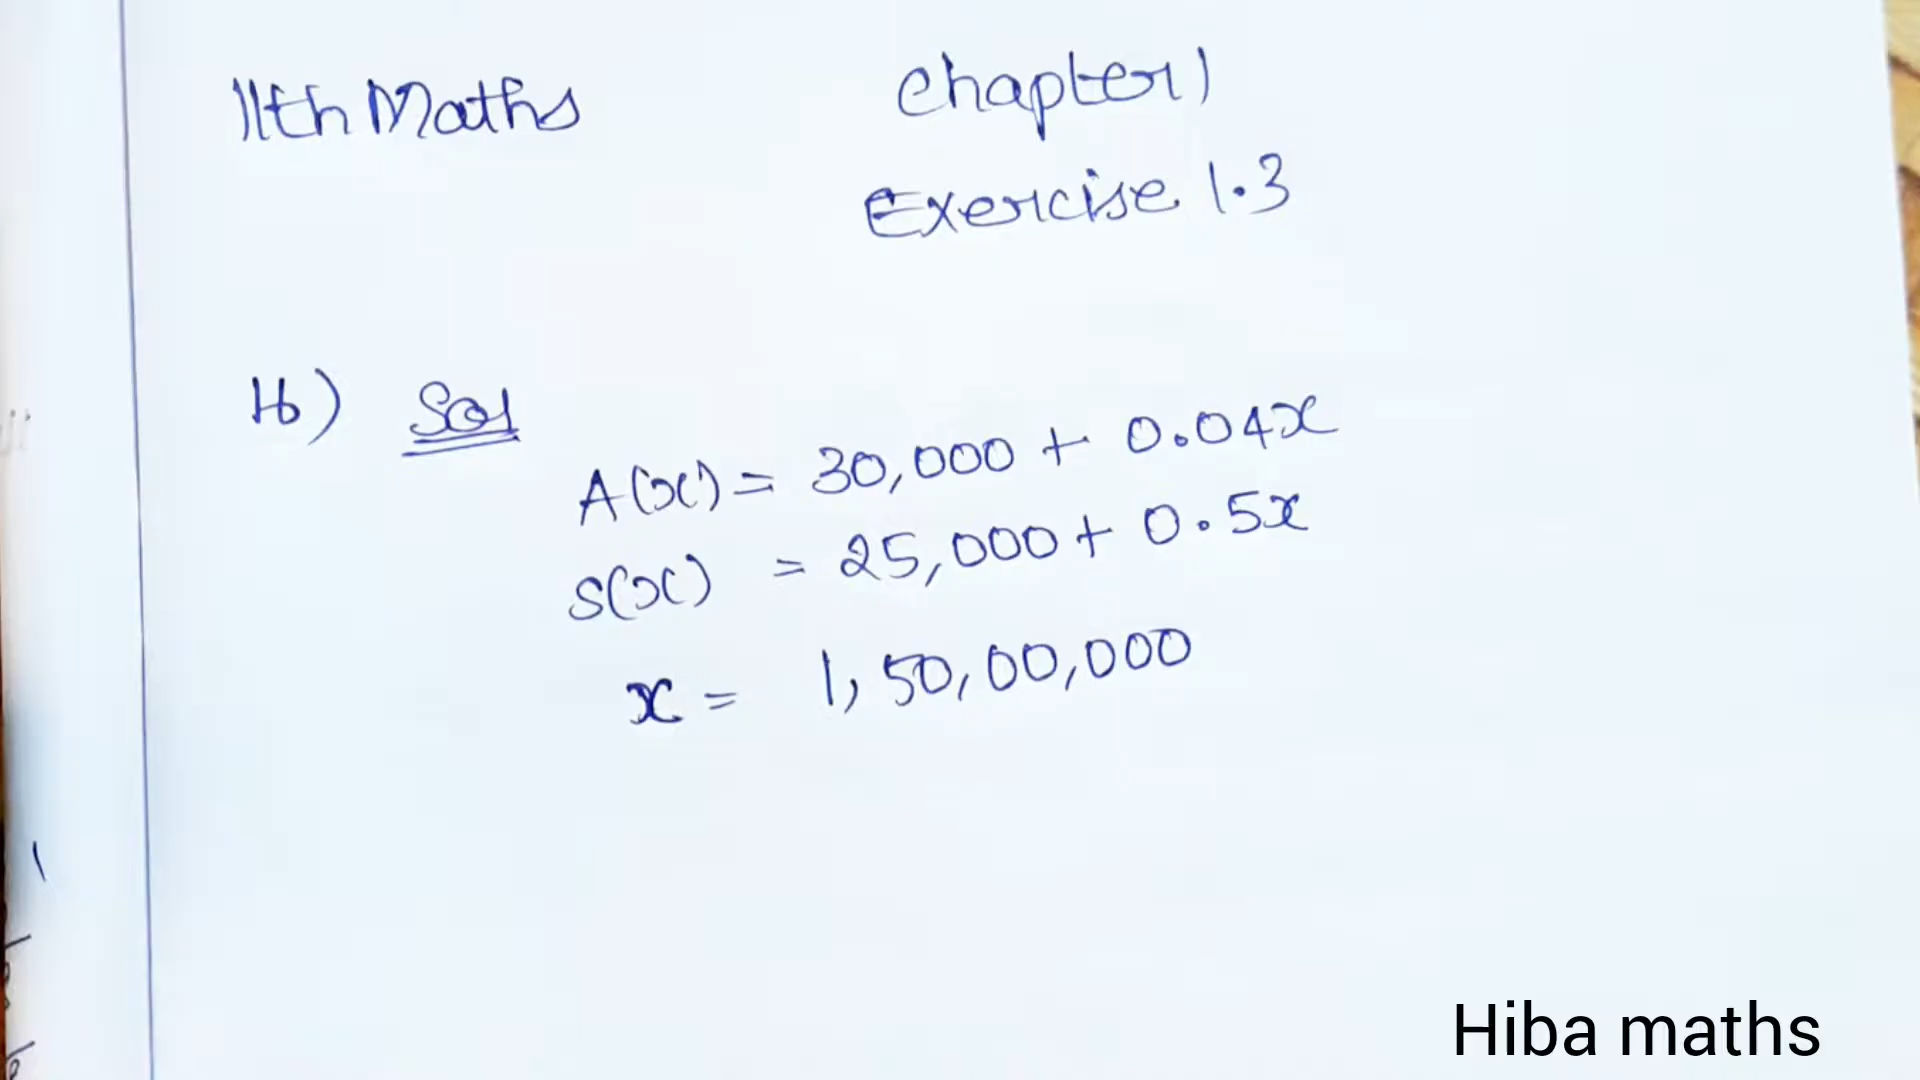 11th Maths
Chapter 1
Exercise 1.3
16) Sol
A(x) = 30,000 + 0.04x
S(x) = 25,000 + 0.5x
x = 1,50,00,000
Hiba maths